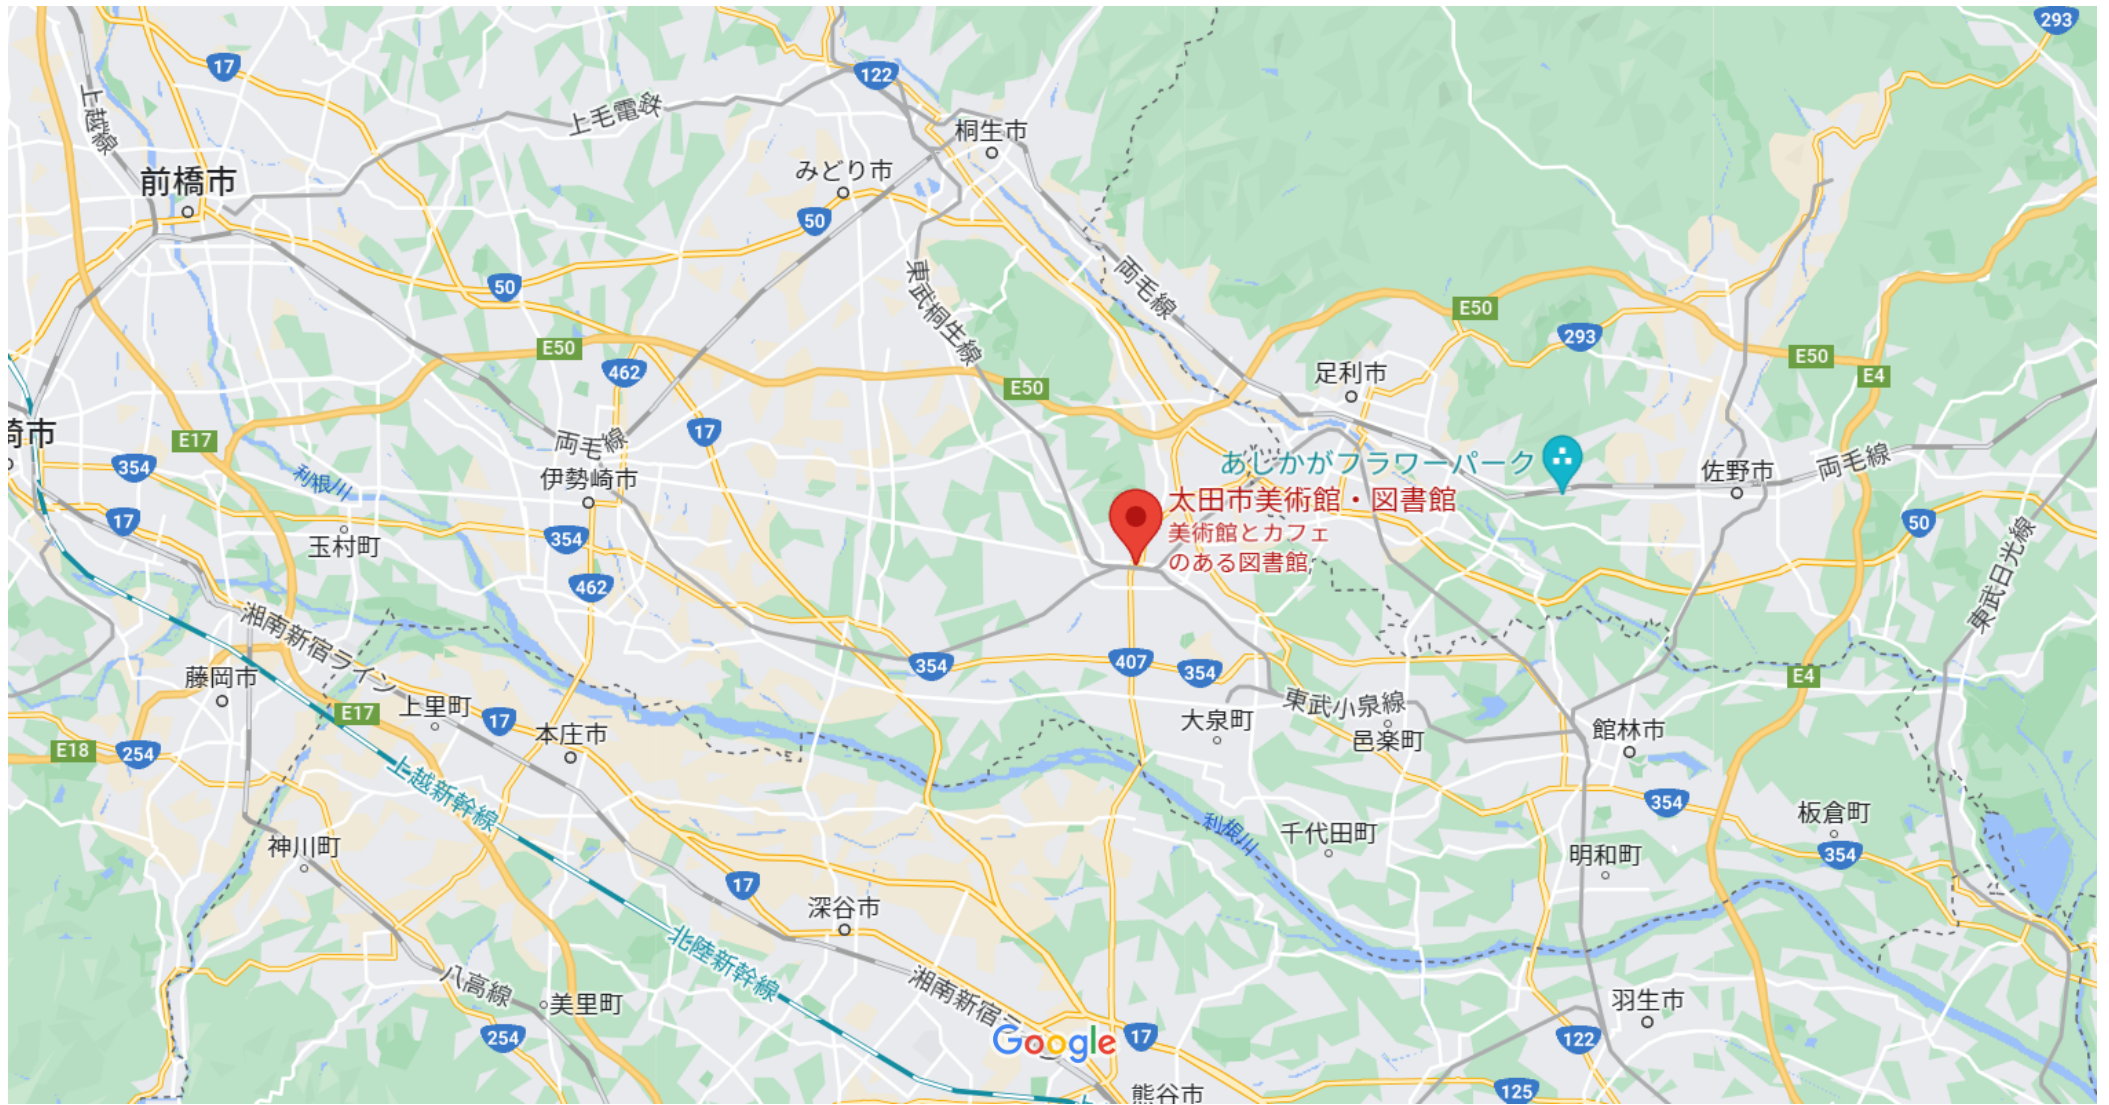 293
17
122
上越線
上毛電鉄
桐生市
みどり市
前橋市
50
50
両毛線
東武桐生線
E50
293
E50
E50
E4
462
足利市
E50
17
崎市
E17
両毛線
354
利根川
伊勢崎市
あしかがフラワーパーク
佐野市
両毛線
太田市美術館・図書館
美術館とカフェ
のある図書館,
17
玉村町
354
50
東武日光線
462
湘南新宿ライン
354
407
354
E4
藤岡市
上里町
E17
17
本庄市
大泉町
東武小泉線
邑楽町
館林市
E18
254
上越新幹線
354
板倉町
利根川
千代田町
354
神川町
明和町
17
深谷市
北陸新幹線
湘南新宿ラ
八高線
美里町
羽生市
254
Google
17
122
熊谷市
125